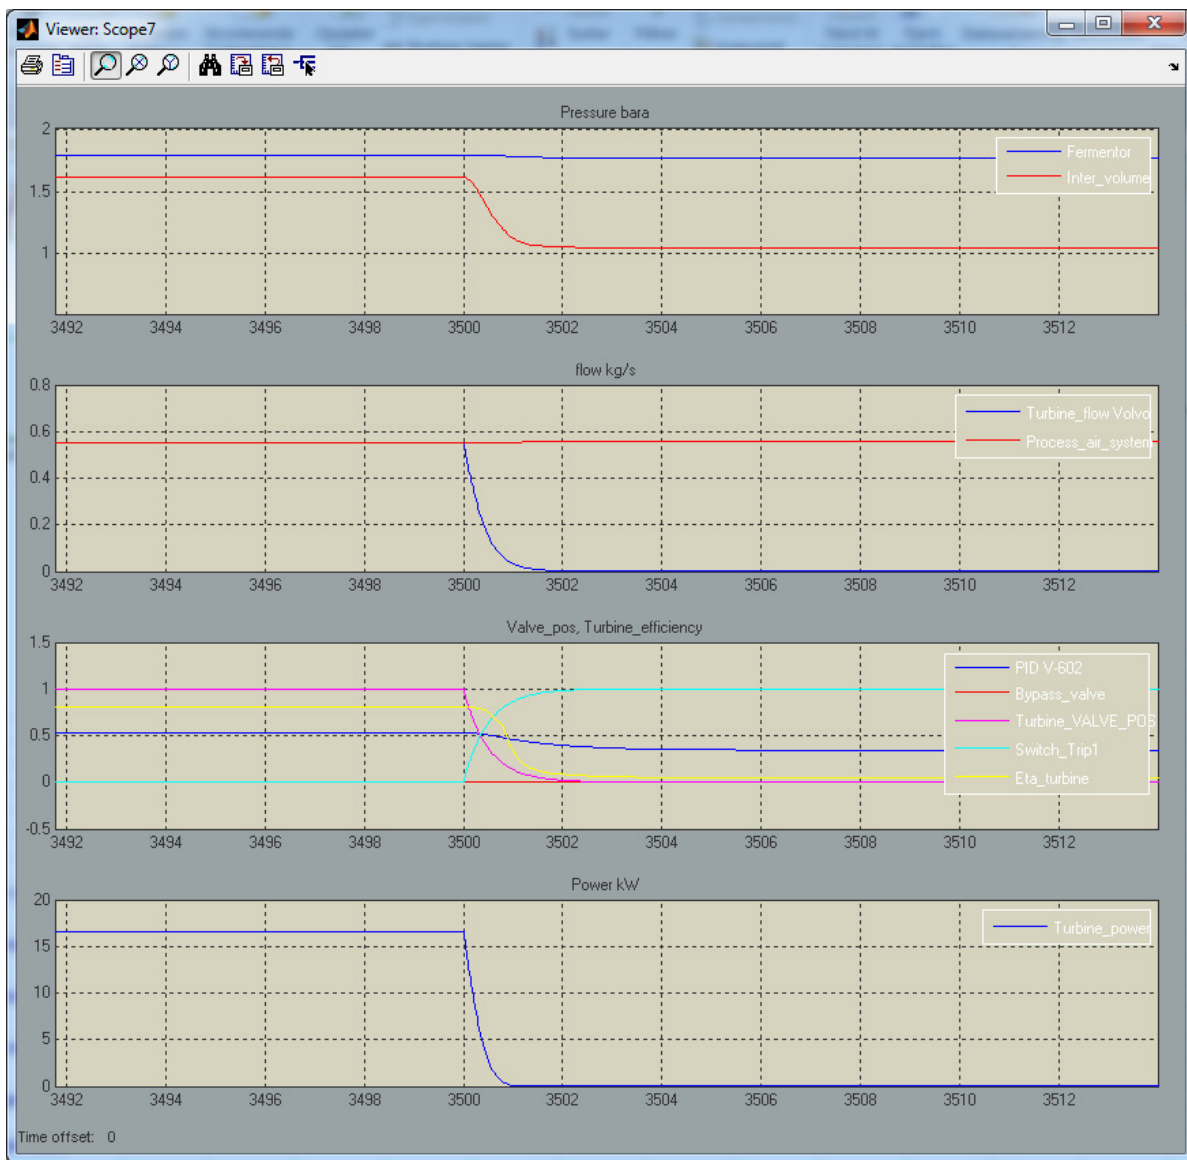 Viewer: Scope7
Pressure bara
2
1.5
1
Fermentor
Inter_volume
3492 3494 3496 3498 3500 3502 3504 3506 3508 3510 3512
flow kg/s
0.8
0.6
0.4
0.2
0
Turbine_flow Volvo
Process_air_system
3492 3494 3496 3498 3500 3502 3504 3506 3508 3510 3512
Valve_pos, Turbine_efficiency
1.5
1
0.5
0
-0.5
PID V-602
Bypass_valve
Turbine_VALVE_POS
Switch_Trip1
Eta_turbine
3492 3494 3496 3498 3500 3502 3504 3506 3508 3510 3512
Power kW
20
15
10
5
0
Turbine_power
3492 3494 3496 3498 3500 3502 3504 3506 3508 3510 3512
Time offset: 0